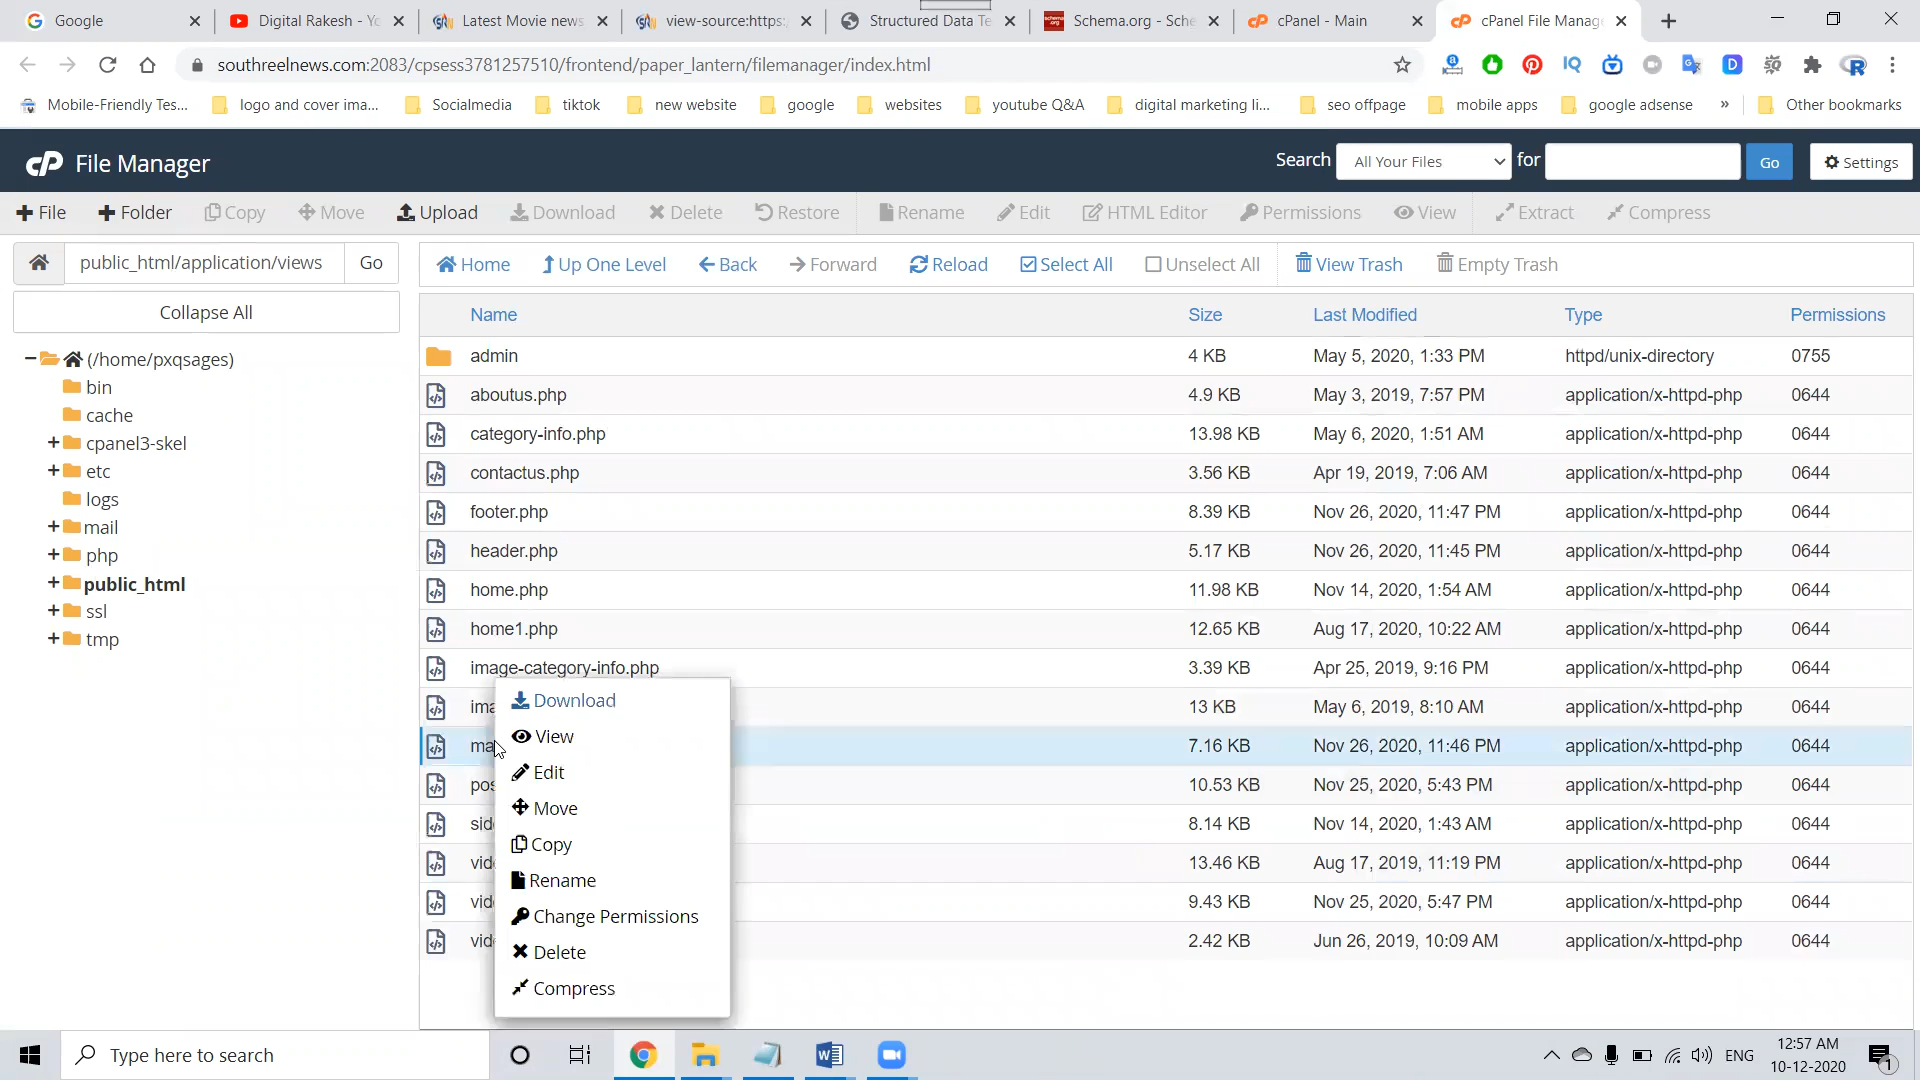 Google
Digital Rakesh - Yo
Latest Movie news
view-source:https:
Structured Data Te
Schema.org - Sche
cPanel - Main
cPanel File Manag
southreelnews.com:2083/cpsess3781257510/frontend/paper_lantern/filemanager/index.html
Mobile-Friendly Tes...
logo and cover ima...
Socialmedia
tiktok
new website
google
websites
youtube Q&A
digital marketing li...
seo offpage
mobile apps
google adsense
»
Other bookmarks
cP File Manager
Search All Your Files for Go Settings
File Folder Copy Move Upload Download Delete Restore Rename Edit HTML Editor Permissions View Extract Compress
public_html/application/views Go
Home Up One Level Back Forward Reload Select All Unselect All View Trash Empty Trash
Collapse All
(/home/pxqsages)
bin
cache
cpanel3-skel
etc
logs
mail
php
public_html
ssl
tmp
Name Size Last Modified Type Permissions
admin 4 KB May 5, 2020, 1:33 PM httpd/unix-directory 0755
aboutus.php 4.9 KB May 3, 2019, 7:57 PM application/x-httpd-php 0644
category-info.php 13.98 KB May 6, 2020, 1:51 AM application/x-httpd-php 0644
contactus.php 3.56 KB Apr 19, 2019, 7:06 AM application/x-httpd-php 0644
footer.php 8.39 KB Nov 26, 2020, 11:47 PM application/x-httpd-php 0644
header.php 5.17 KB Nov 26, 2020, 11:45 PM application/x-httpd-php 0644
home.php 11.98 KB Nov 14, 2020, 1:54 AM application/x-httpd-php 0644
home1.php 12.65 KB Aug 17, 2020, 10:22 AM application/x-httpd-php 0644
image-category-info.php 3.39 KB Apr 25, 2019, 9:16 PM application/x-httpd-php 0644
ima 13 KB May 6, 2019, 8:10 AM application/x-httpd-php 0644
ma 7.16 KB Nov 26, 2020, 11:46 PM application/x-httpd-php 0644
pos 10.53 KB Nov 25, 2020, 5:43 PM application/x-httpd-php 0644
sid 8.14 KB Nov 14, 2020, 1:43 AM application/x-httpd-php 0644
vid 13.46 KB Aug 17, 2019, 11:19 PM application/x-httpd-php 0644
vid 9.43 KB Nov 25, 2020, 5:47 PM application/x-httpd-php 0644
vid 2.42 KB Jun 26, 2019, 10:09 AM application/x-httpd-php 0644
Download
View
Edit
Move
Copy
Rename
Change Permissions
Delete
Compress
Type here to search
ENG
12:57 AM
10-12-2020
1